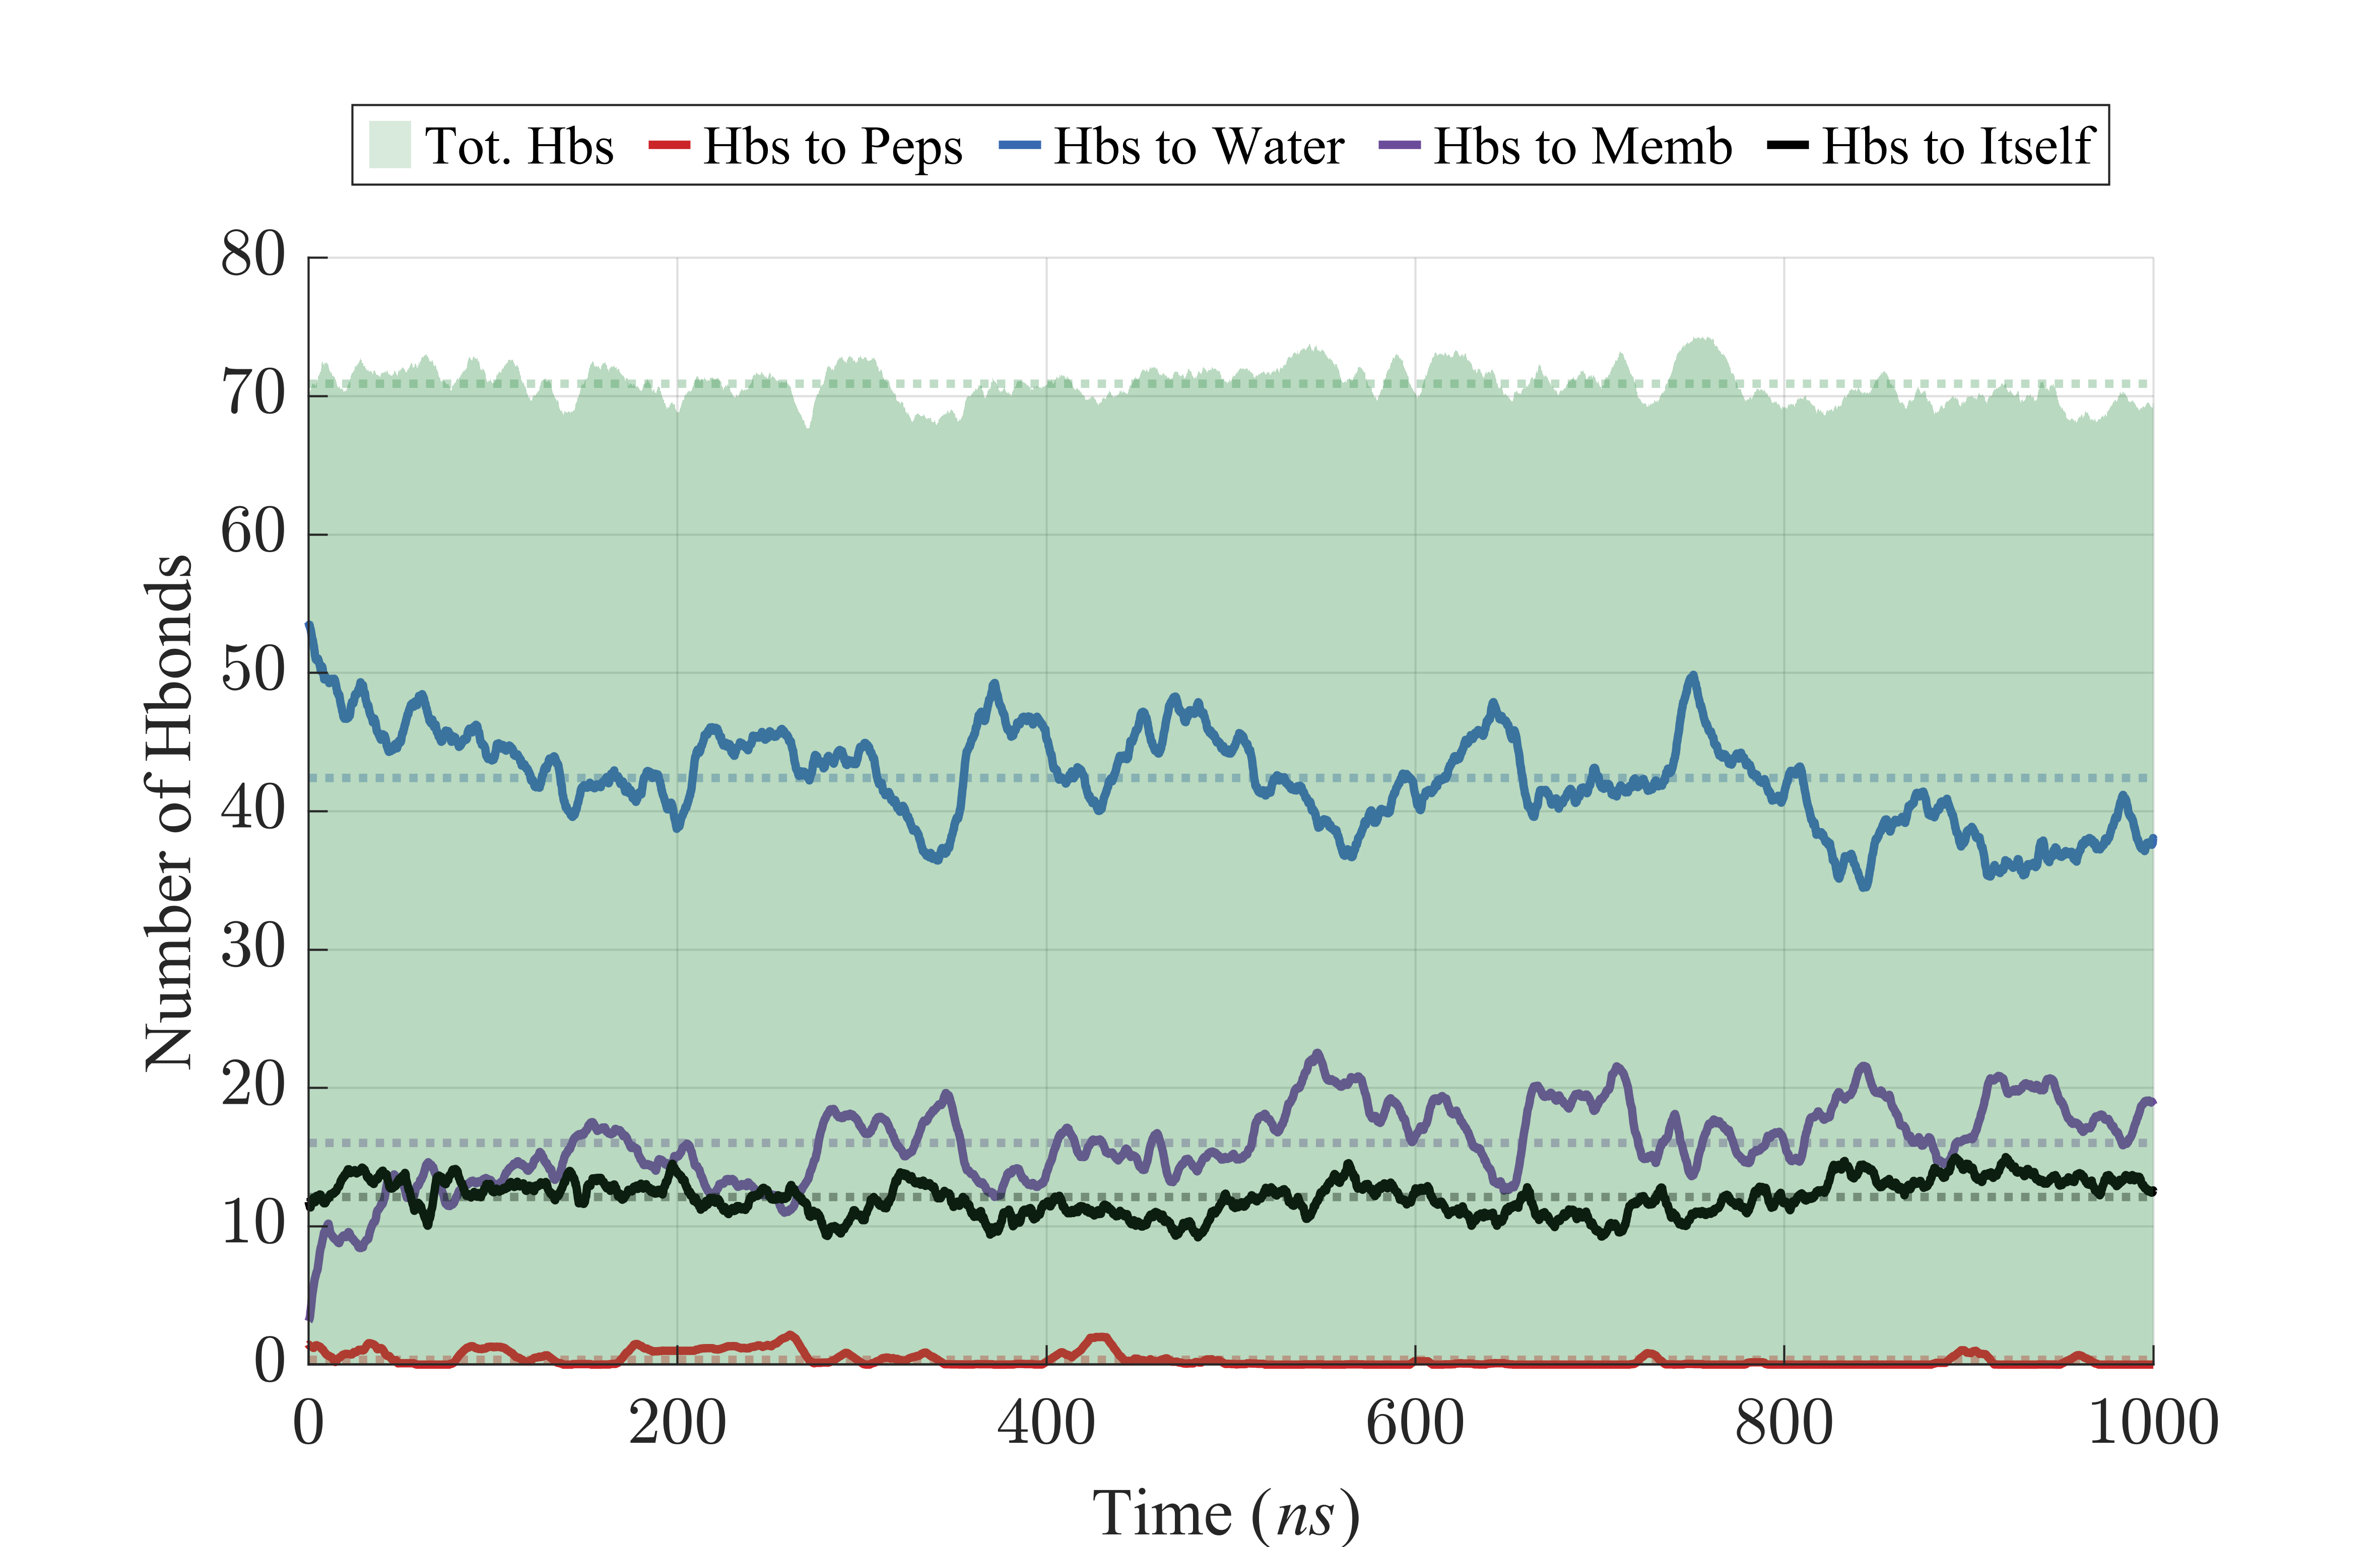 Tot. Hbs Hbs to Peps Hbs to Water Hbs to Memb Hbs to Itself
80
70
60
50
40
30
20
10
0
Number of Hbonds
0 200 400 600 800 1000
Time (ns)